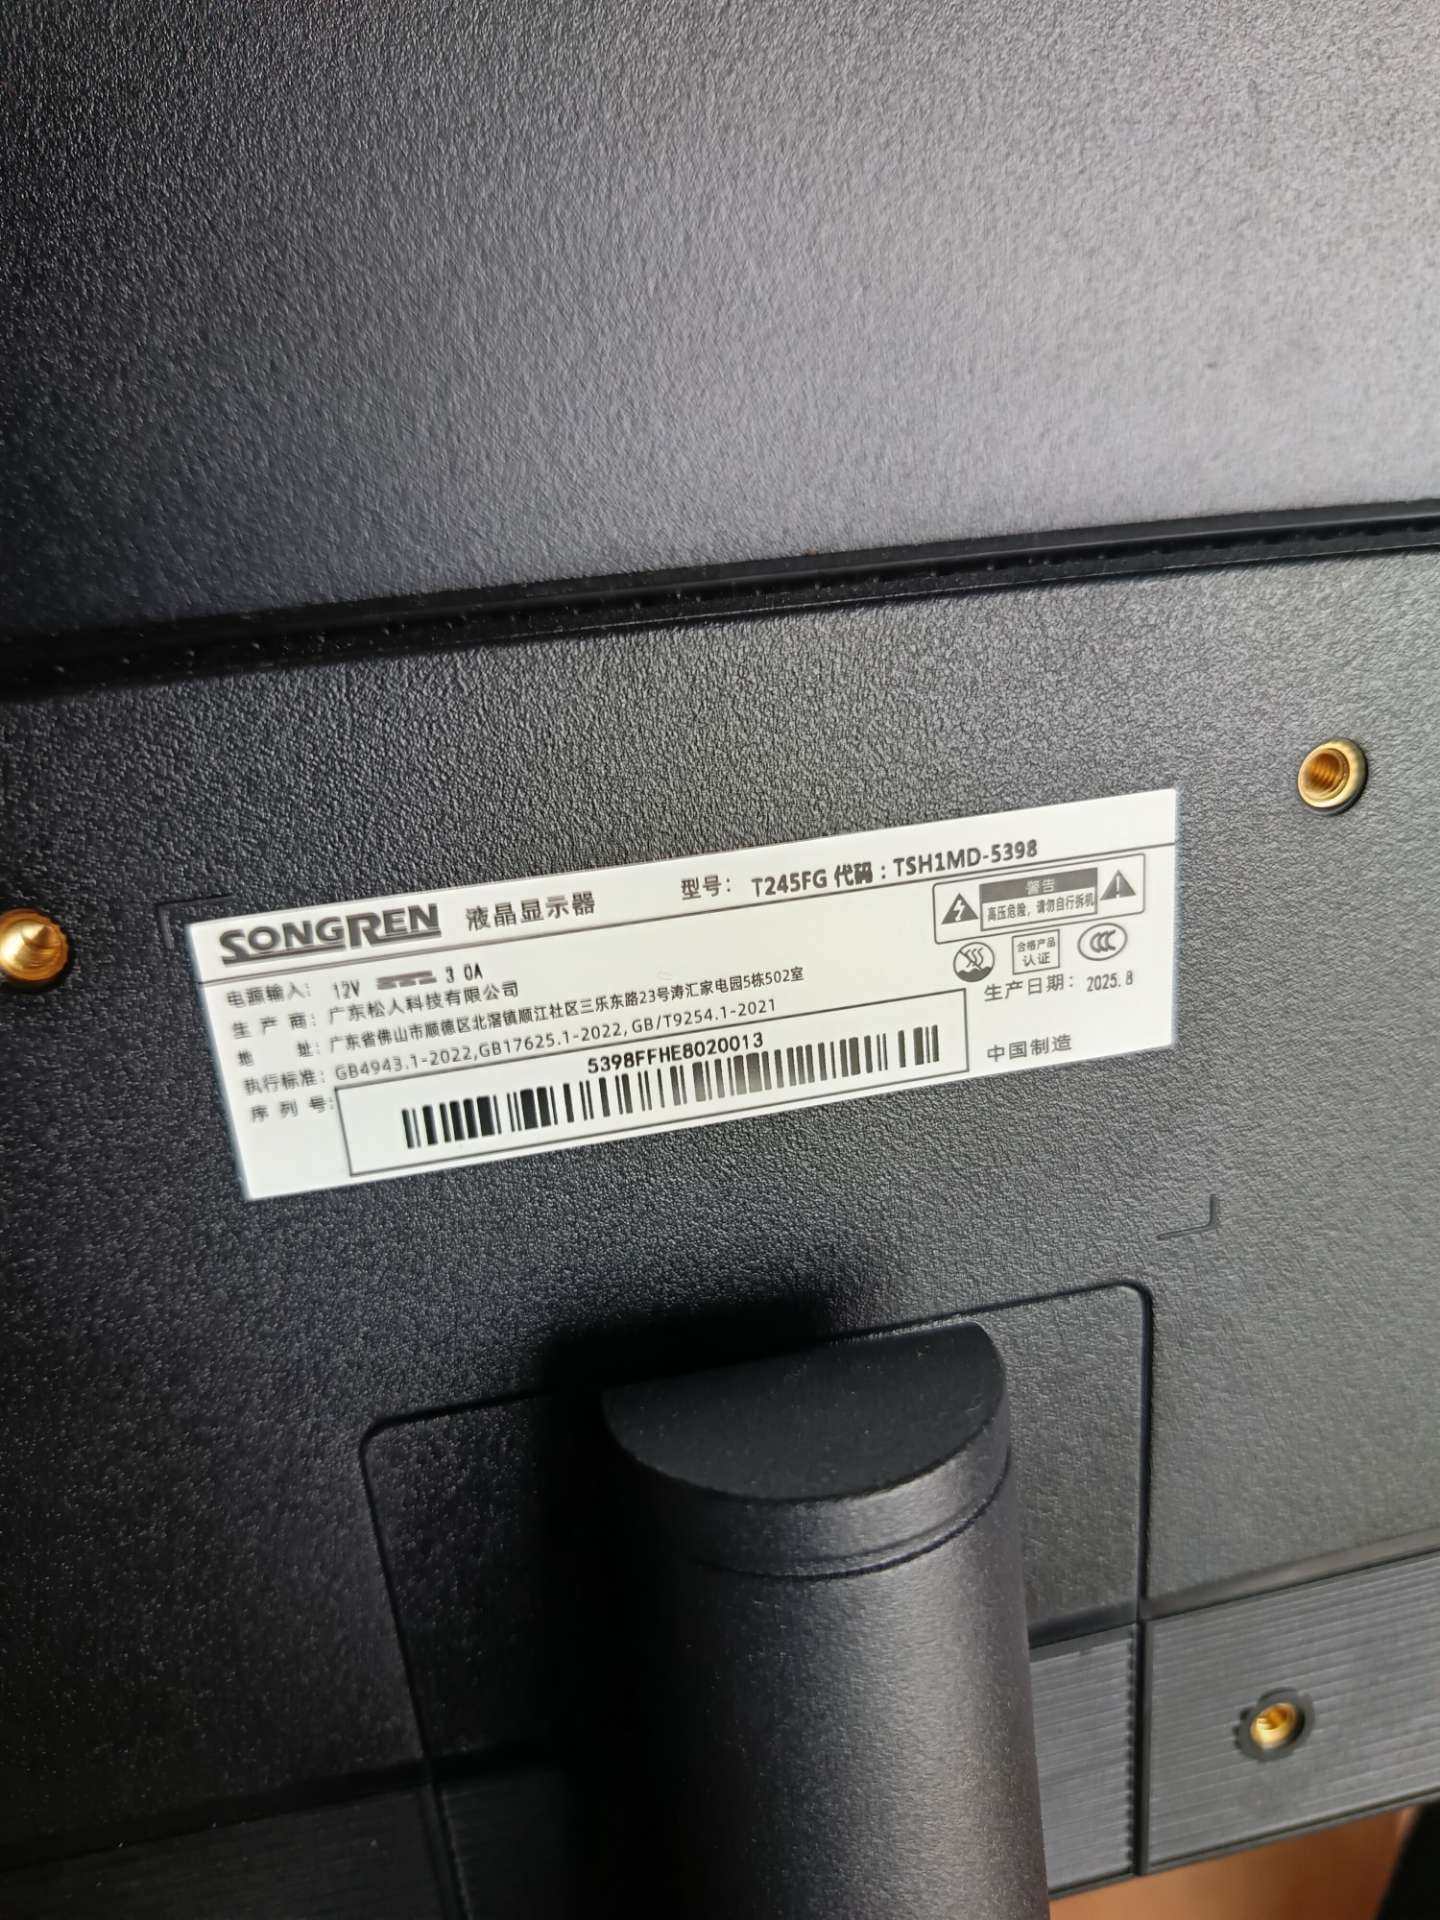 SONGREN 液晶显示器 型号： T245FG 代码：TSH1MD-5398
警告
高压危险，请勿自行拆机
电源输入： 12V 3.0A
生产商： 广东松人科技有限公司
地址： 广东省佛山市顺德区北滘镇顺江社区三乐东路23号涛汇家电园5栋502室
执行标准： GB4943.1-2022,GB17625.1-2022,GB/T9254.1-2021
序列号：
5398FFHE8020013
合格产品
认证
CCC
生产日期： 2025.8
中国制造